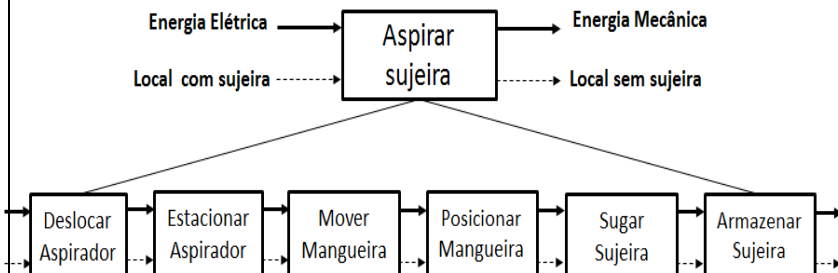 Energia Elétrica
Aspirar
sujeira
Energia Mecânica
Local com sujeira
Local sem sujeira
Deslocar
Aspirador
Estacionar
Aspirador
Mover
Mangueira
Posicionar
Mangueira
Sugar
Sujeira
Armazenar
Sujeira